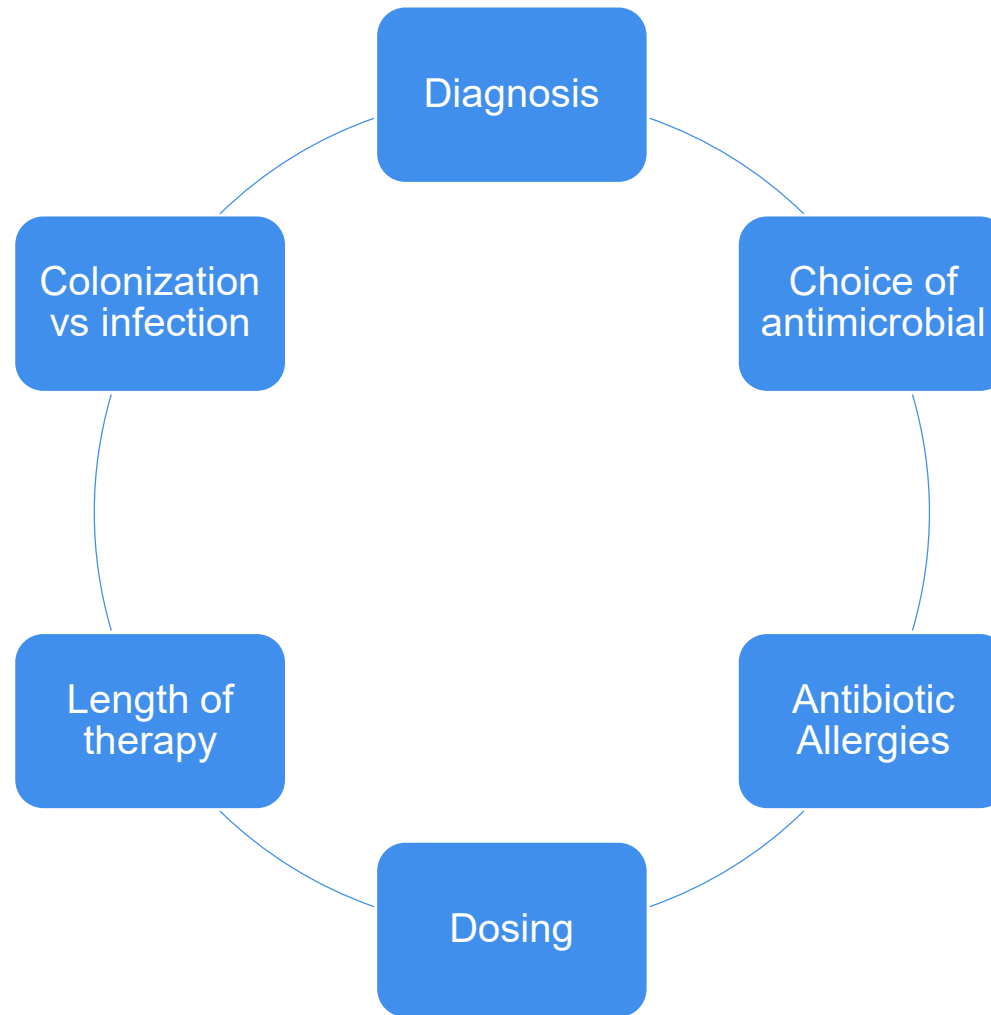 Diagnosis
Choice of
antimicrobial
Antibiotic
Allergies
Dosing
Length of
therapy
Colonization
vs infection